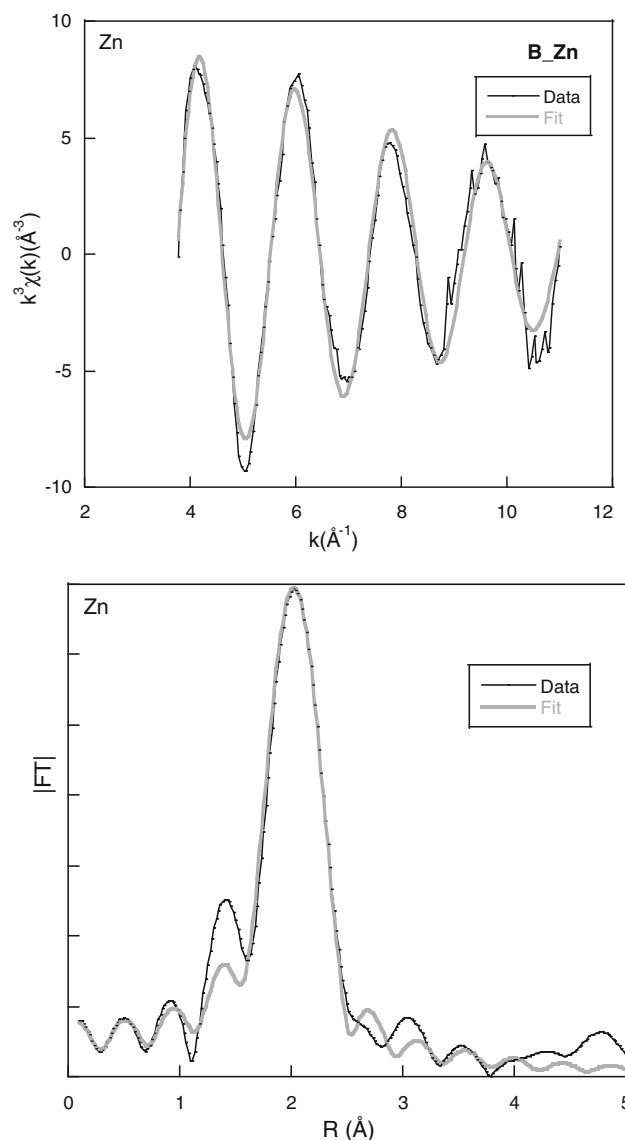 10
Zn
B_Zn
Data
Fit
5
0
-5
-10
k³χ(k)(Å⁻³)
2 4 6 8 10 12
k(Å⁻¹)
Zn
Data
Fit
|FT|
0 1 2 3 4 5
R (Å)